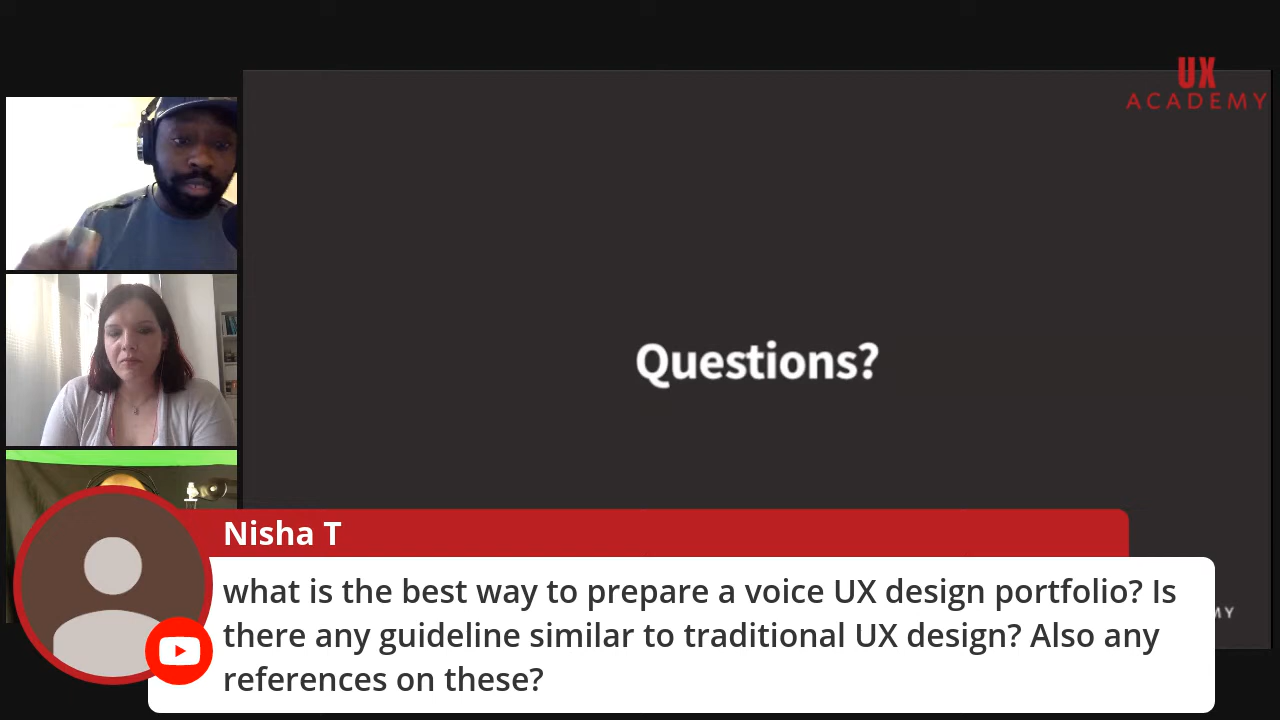 UX
ACADEMY
Questions?
Nisha T
what is the best way to prepare a voice UX design portfolio? Is
there any guideline similar to traditional UX design? Also any
references on these?
MY